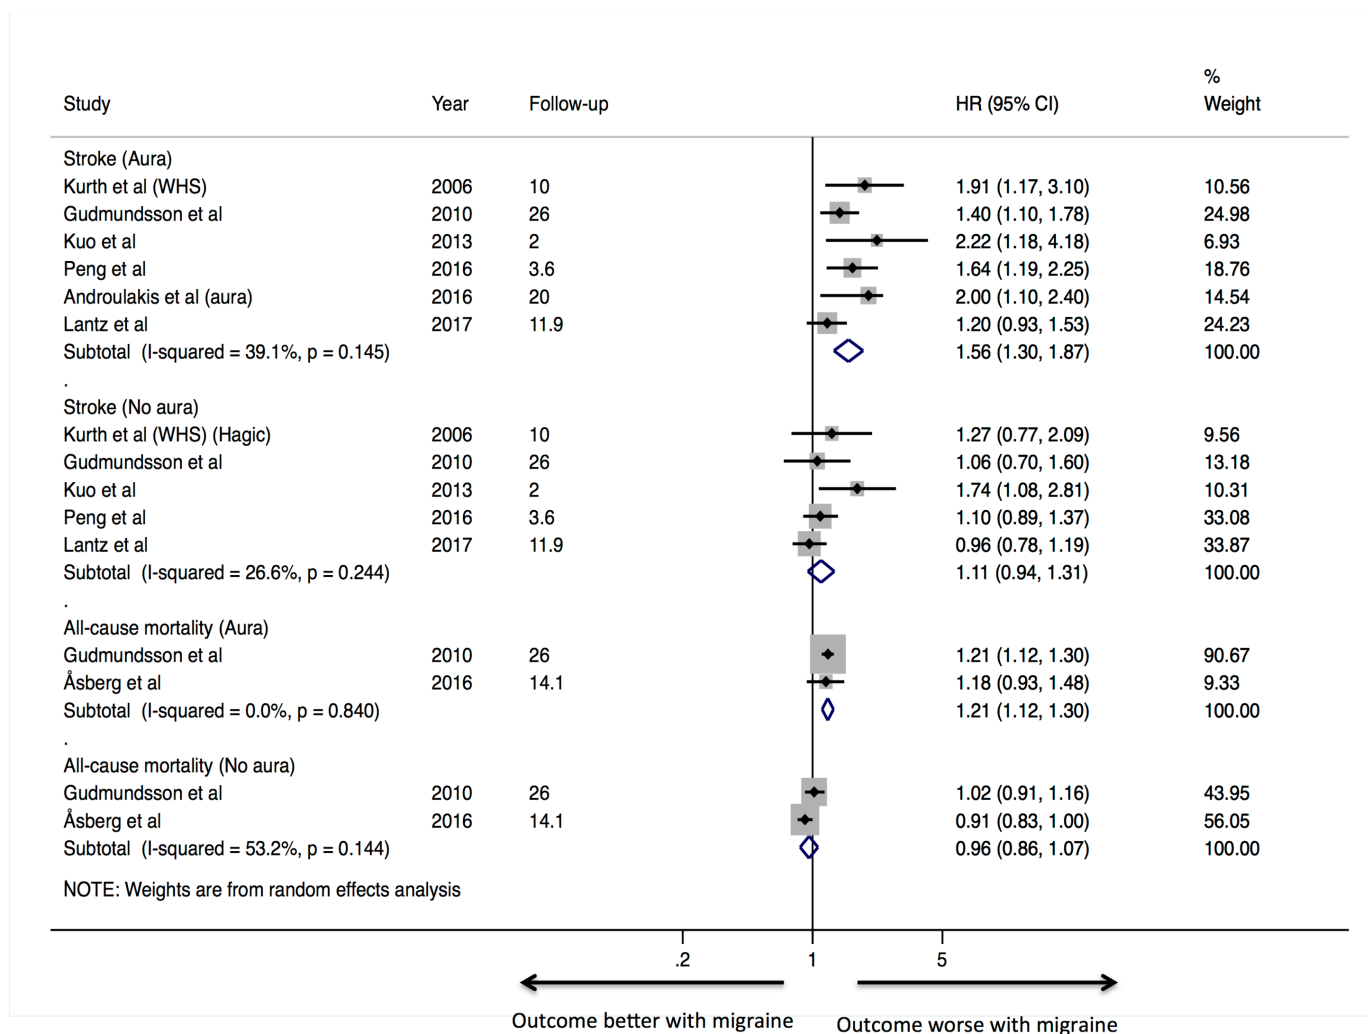 %
Study Year Follow-up HR (95% CI) Weight
Stroke (Aura)
Kurth et al (WHS) 2006 10 1.91 (1.17, 3.10) 10.56
Gudmundsson et al 2010 26 1.40 (1.10, 1.78) 24.98
Kuo et al 2013 2 2.22 (1.18, 4.18) 6.93
Peng et al 2016 3.6 1.64 (1.19, 2.25) 18.76
Androulakis et al (aura) 2016 20 2.00 (1.10, 2.40) 14.54
Lantz et al 2017 11.9 1.20 (0.93, 1.53) 24.23
Subtotal (I-squared = 39.1%, p = 0.145) 1.56 (1.30, 1.87) 100.00
.
Stroke (No aura)
Kurth et al (WHS) (Hagic) 2006 10 1.27 (0.77, 2.09) 9.56
Gudmundsson et al 2010 26 1.06 (0.70, 1.60) 13.18
Kuo et al 2013 2 1.74 (1.08, 2.81) 10.31
Peng et al 2016 3.6 1.10 (0.89, 1.37) 33.08
Lantz et al 2017 11.9 0.96 (0.78, 1.19) 33.87
Subtotal (I-squared = 26.6%, p = 0.244) 1.11 (0.94, 1.31) 100.00
.
All-cause mortality (Aura)
Gudmundsson et al 2010 26 1.21 (1.12, 1.30) 90.67
Åsberg et al 2016 14.1 1.18 (0.93, 1.48) 9.33
Subtotal (I-squared = 0.0%, p = 0.840) 1.21 (1.12, 1.30) 100.00
.
All-cause mortality (No aura)
Gudmundsson et al 2010 26 1.02 (0.91, 1.16) 43.95
Åsberg et al 2016 14.1 0.91 (0.83, 1.00) 56.05
Subtotal (I-squared = 53.2%, p = 0.144) 0.96 (0.86, 1.07) 100.00
NOTE: Weights are from random effects analysis
.2 1 5
Outcome better with migraine Outcome worse with migraine